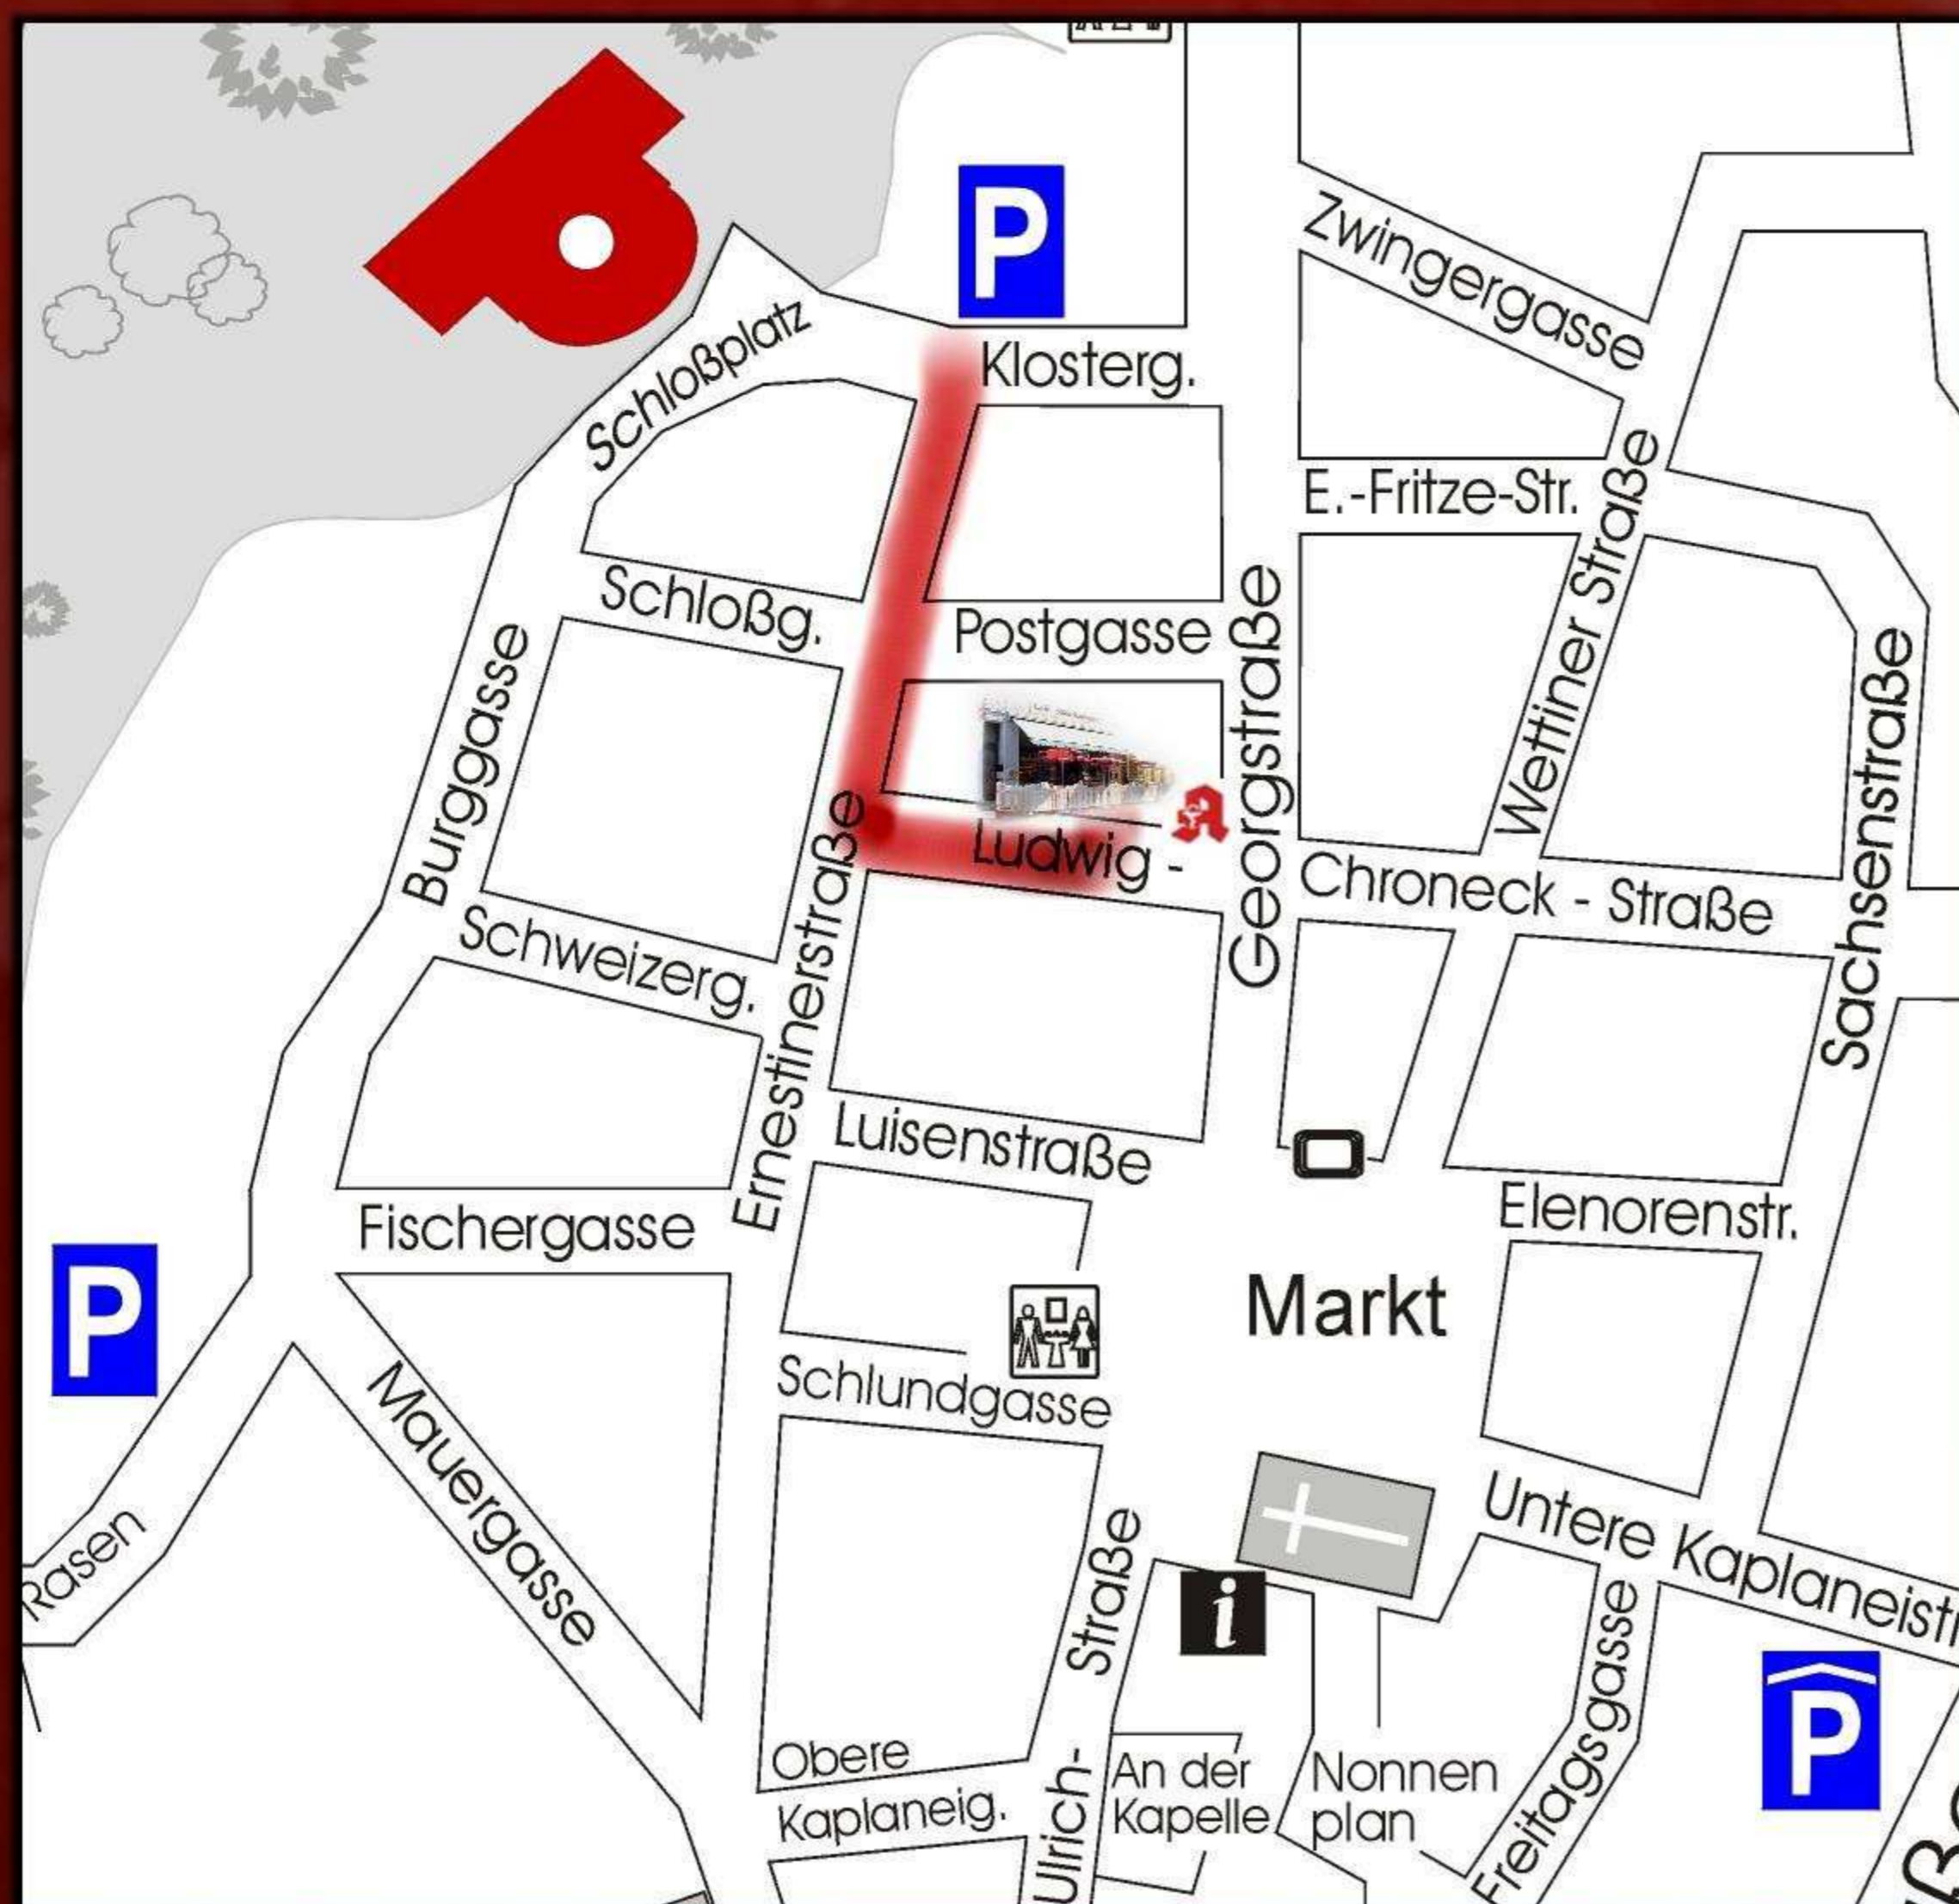 P
Zwingergasse
Klosterg.
Schloßplatz
E.-Fritze-Str.
Schloßg.
Postgasse
Georgstraße
Wettiner Straße
Sachsenstraße
Burggasse
Ludwig -
Chroneck - Straße
Schweizerg.
Ernestinerstraße
Luisenstraße
Elenorenstr.
Fischergasse
P
Markt
Schlundgasse
Mauergasse
Untere Kaplaneistr
Rasen
Ulrich- Straße
i
Freitagsgasse
P
Obere
Kaplaneig.
An der
Kapelle
Nonnen
plan